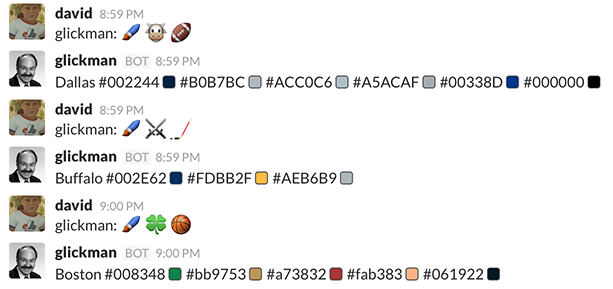 david 8:59 PM
glickman: 🖌️ 🐮 🏈
glickman BOT 8:59 PM
Dallas #002244 #B0B7BC #ACC0C6 #A5ACAF #00338D #000000
david 8:59 PM
glickman: 🖌️ ⚔️ 🏒
glickman BOT 8:59 PM
Buffalo #002E62 #FDBB2F #AEB6B9
david 9:00 PM
glickman: 🖌️ 🍀 🏀
glickman BOT 9:00 PM
Boston #008348 #bb9753 #a73832 #fab383 #061922